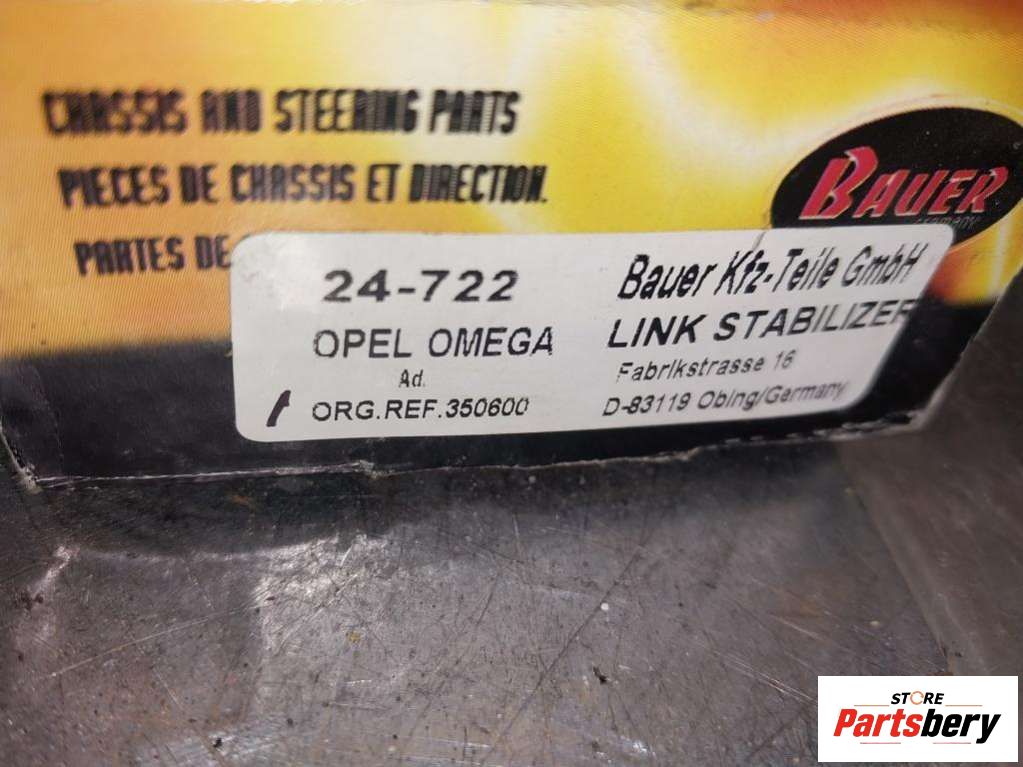 CHASSIS AND STEERING PARTS
PIECES DE CHASSIS ET DIRECTION.
PARTES DE
BAUER
Germany
24-722
OPEL OMEGA
Ad.
ORG.REF.350600
Bauer Kfz-Teile GmbH
LINK STABILIZER
Fabrikstrasse 16
D-83119 Obing/Germany
STORE
Partsbery